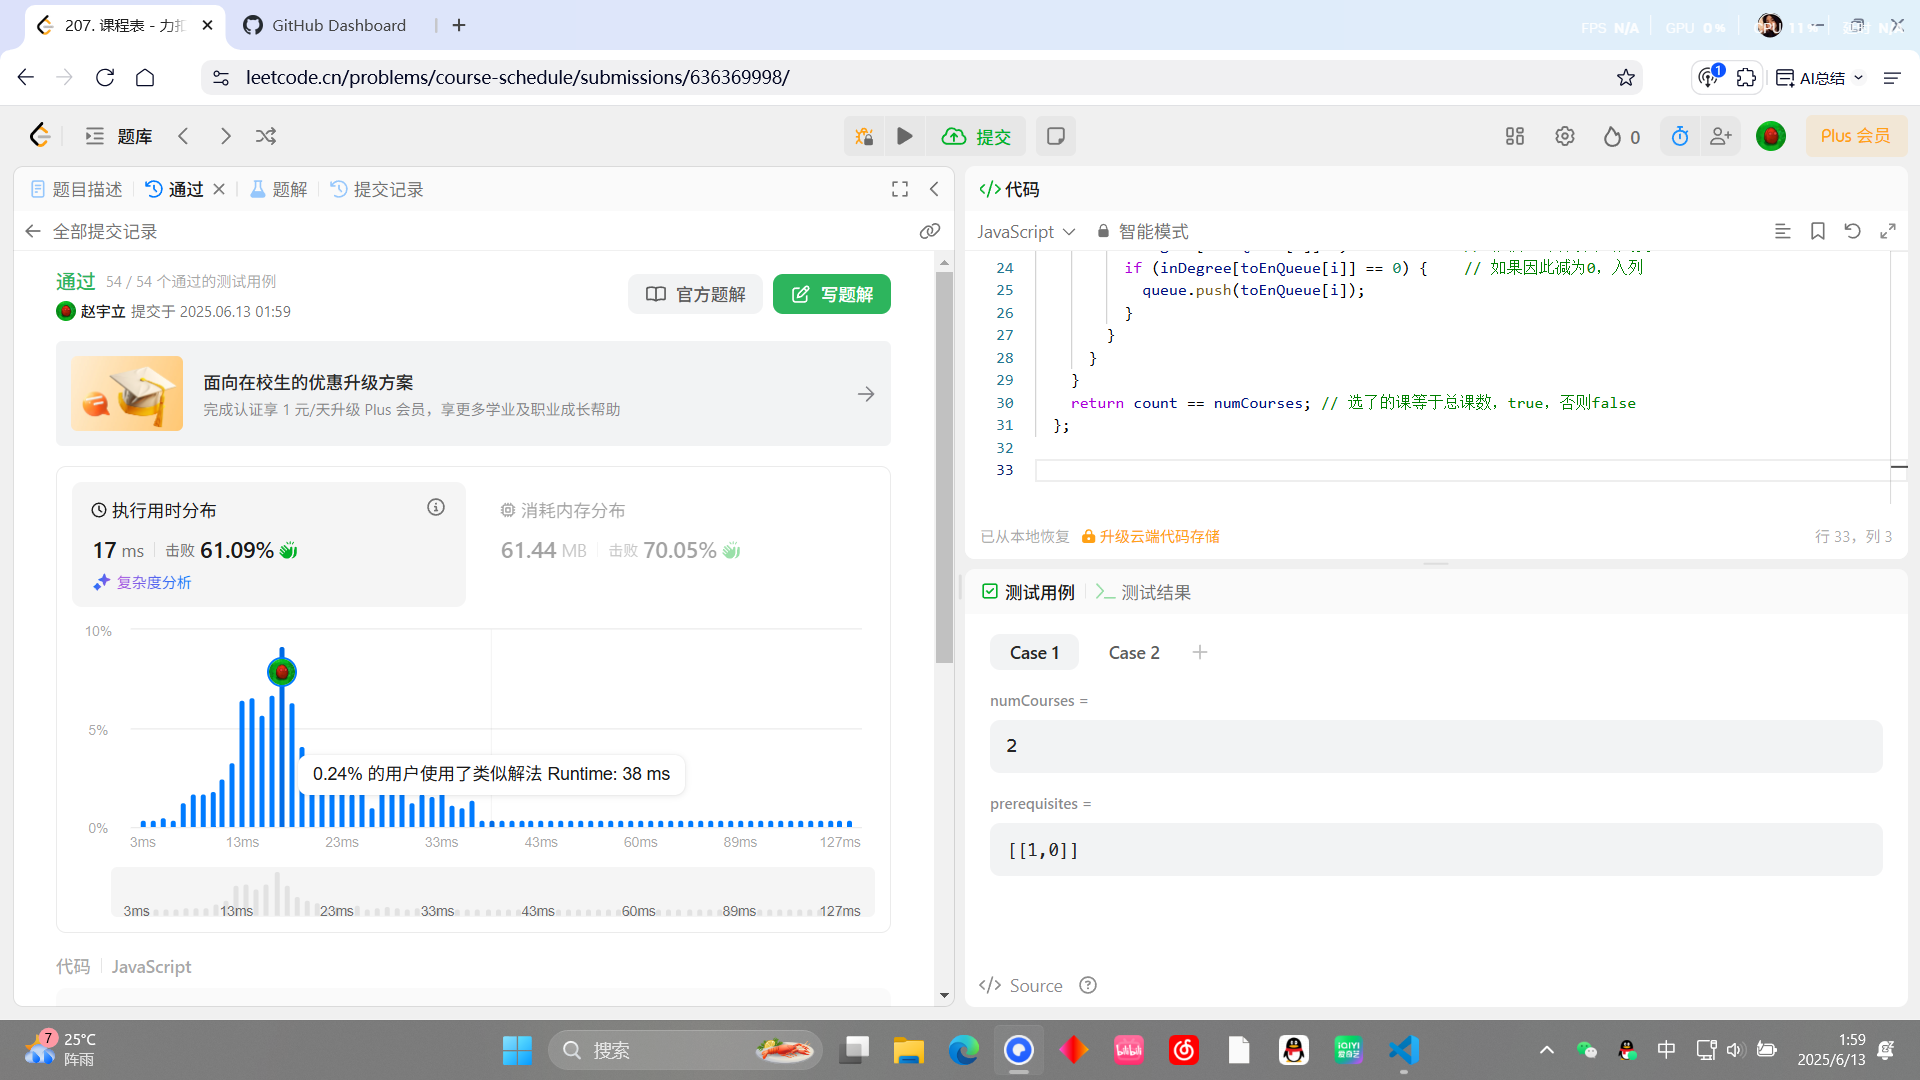 207. 课程表 - 力扣
GitHub Dashboard
FPS N/A
GPU 0%
CPU 11%
leetcode.cn/problems/course-schedule/submissions/636369998/
1
AI总结
题库
提交
0
Plus 会员
题目描述
通过
题解
提交记录
全部提交记录
通过 54 / 54 个通过的测试用例
赵宇立 提交于 2025.06.13 01:59
官方题解
写题解
面向在校生的优惠升级方案
完成认证享 1 元/天升级 Plus 会员，享更多学业及职业成长帮助
执行用时分布
17 ms 击败 61.09%
复杂度分析
消耗内存分布
61.44 MB 击败 70.05%
10%
5%
0%
0.24% 的用户使用了类似解法 Runtime: 38 ms
3ms 13ms 23ms 33ms 43ms 60ms 89ms 127ms
3ms 13ms 23ms 33ms 43ms 60ms 89ms 127ms
代码 JavaScript
代码
JavaScript 智能模式
24 if (inDegree[toEnQueue[i]] == 0) { // 如果因此减为0，入列
25 queue.push(toEnQueue[i]);
26 }
27 }
28 }
29 }
30 return count == numCourses; // 选了的课等于总课数，true，否则false
31 };
32
33
已从本地恢复 升级云端代码存储
行 33，列 3
测试用例
测试结果
Case 1
Case 2
numCourses =
2
prerequisites =
[[1,0]]
Source
7
25°C
阵雨
搜索
bilibili
iQIYI
爱奇艺
中
1:59
2025/6/13